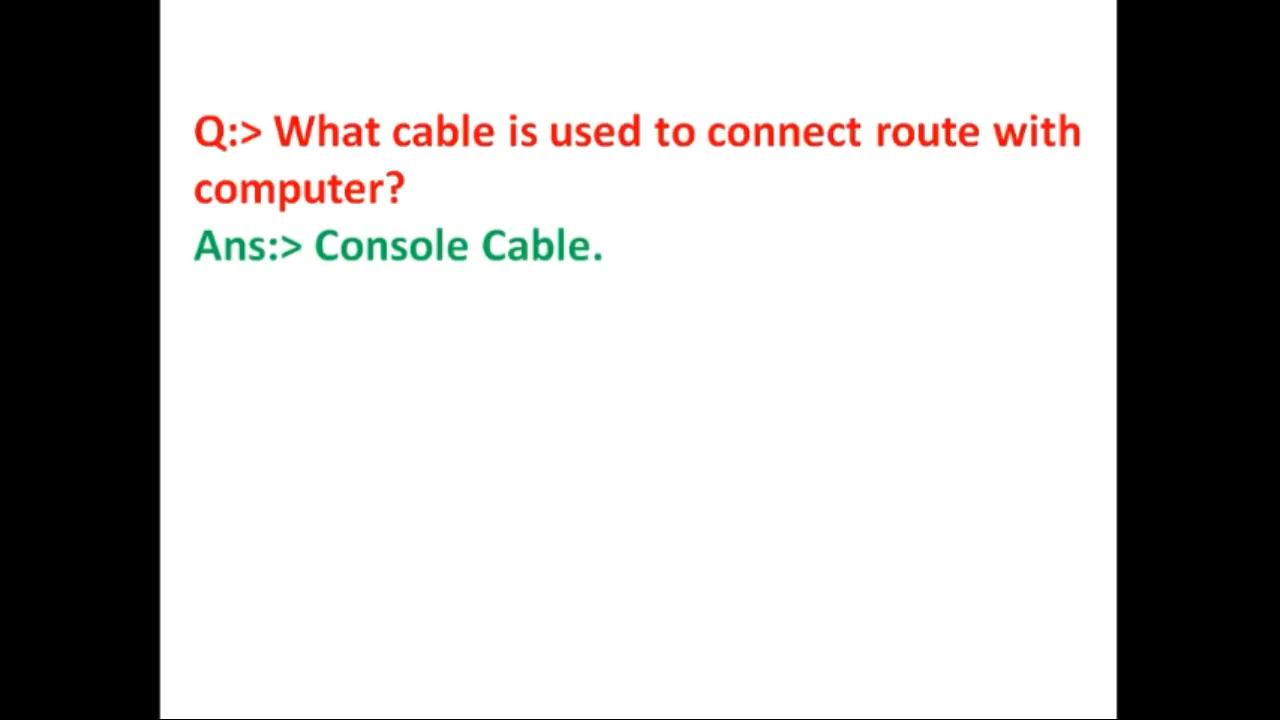 Q:> What cable is used to connect route with
computer?
Ans:> Console Cable.